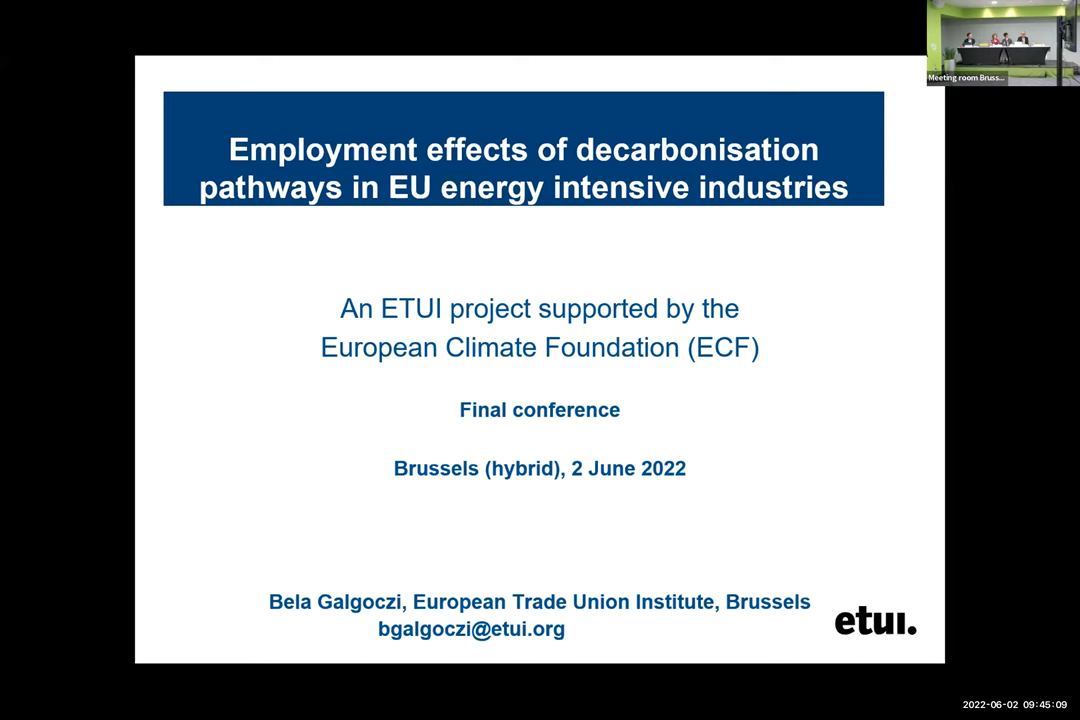 Meeting room Bruss...
Employment effects of decarbonisation
pathways in EU energy intensive industries
An ETUI project supported by the
European Climate Foundation (ECF)
Final conference
Brussels (hybrid), 2 June 2022
Bela Galgoczi, European Trade Union Institute, Brussels
bgalgoczi@etui.org
etui.
2022-06-02 09:45:09